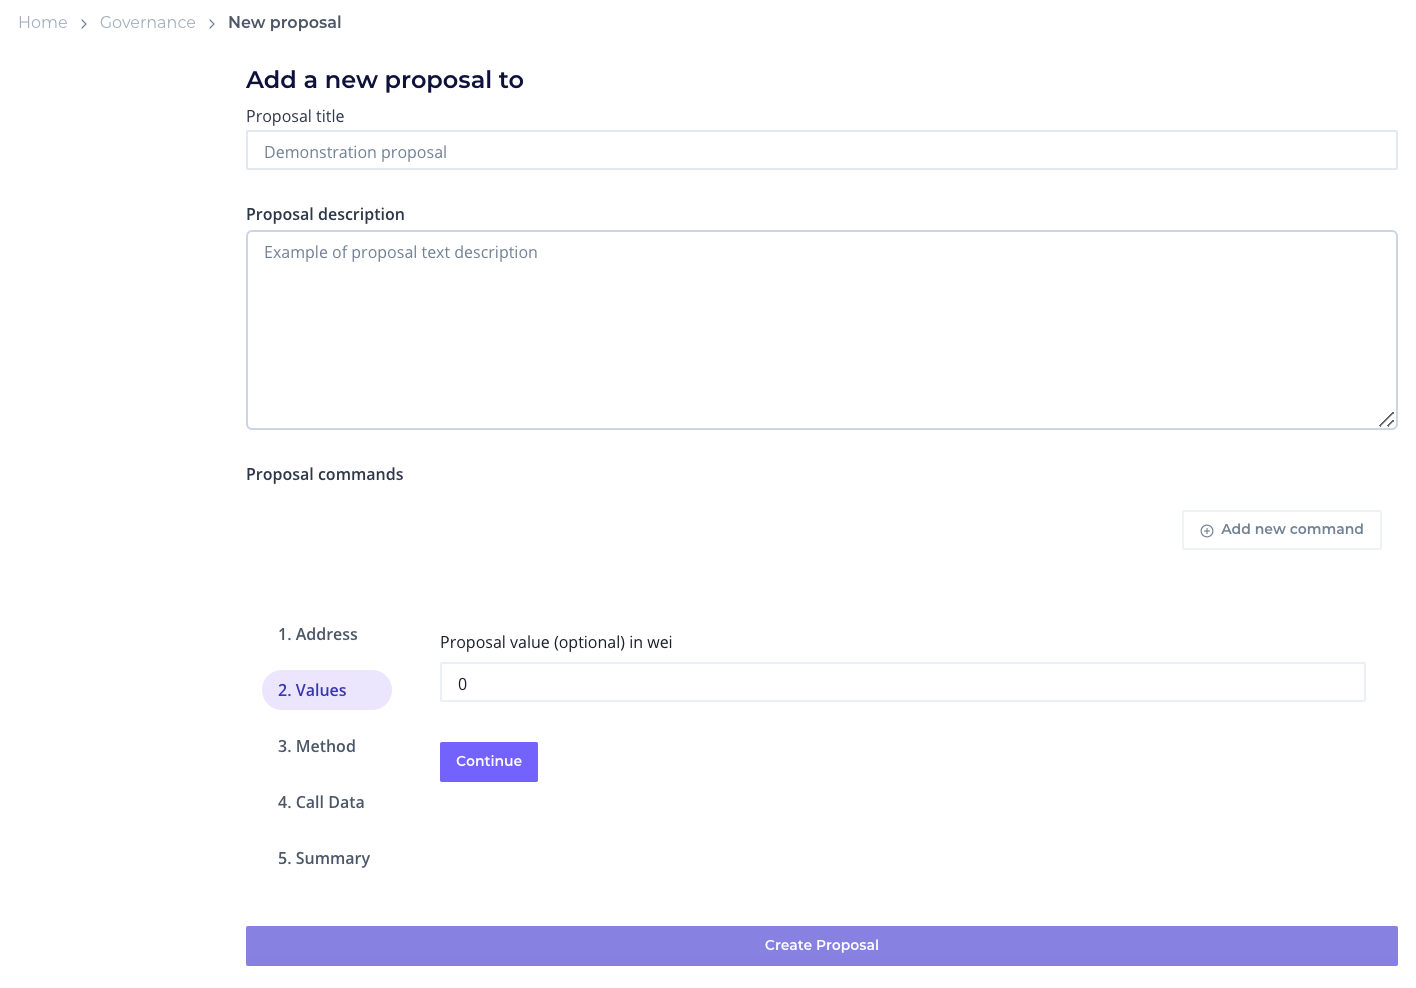 Home > Governance > New proposal
Add a new proposal to
Proposal title
Demonstration proposal
Proposal description
Example of proposal text description
Proposal commands
Add new command
1. Address
2. Values
3. Method
4. Call Data
5. Summary
Proposal value (optional) in wei
0
Continue
Create Proposal